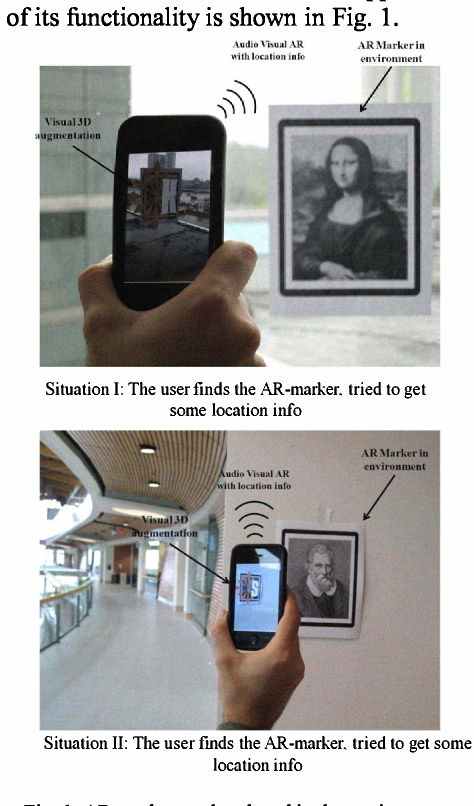 of its functionality is shown in Fig. 1.
Audio Visual AR
with location info
AR Marker in
environment
Visual 3D
augmentation
Situation I: The user finds the AR-marker, tried to get
some location info
AR Marker in
environment
Audio Visual AR
with location info
Visual 3D
augmentation
Situation II: The user finds the AR-marker, tried to get some
location info